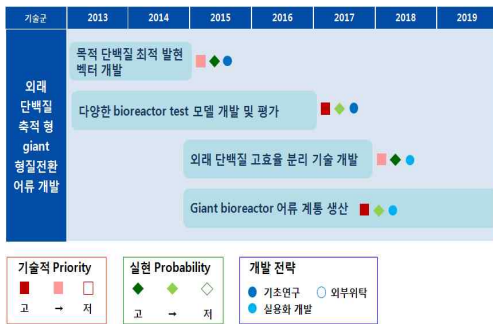 기술군 2013 2014 2015 2016 2017 2018 2019
외래
단백질
축적 형
giant
형질전환
어류 개발
목적 단백질 최적 발현
벡터 개발
다양한 bioreactor test 모델 개발 및 평가
외래 단백질 고효율 분리 기술 개발
Giant bioreactor 어류 계통 생산
기술적 Priority
고 → 저
실현 Probability
고 → 저
개발 전략
기초연구 외부위탁
실용화 개발